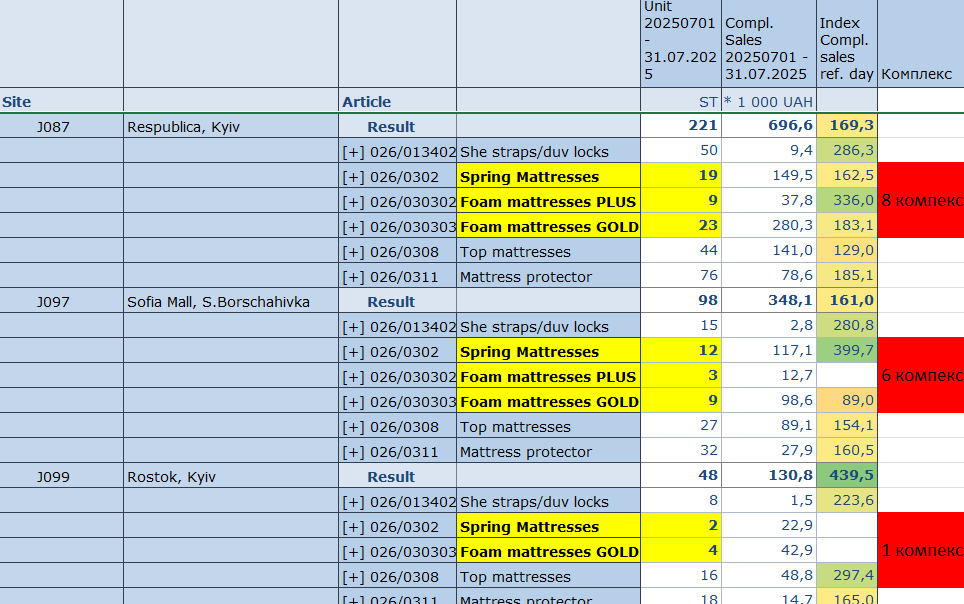 Unit 20250701 - 31.07.2025 Compl. Sales 20250701 - 31.07.2025 Index Compl. sales ref. day Комплекс
Site Article ST * 1 000 UAH
J087 Respublica, Kyiv Result 221 696,6 169,3
[+] 026/013402 She straps/duv locks 50 9,4 286,3
[+] 026/0302 Spring Mattresses 19 149,5 162,5
[+] 026/030302 Foam mattresses PLUS 9 37,8 336,0 8 компекс
[+] 026/030303 Foam mattresses GOLD 23 280,3 183,1
[+] 026/0308 Top mattresses 44 141,0 129,0
[+] 026/0311 Mattress protector 76 78,6 185,1
J097 Sofia Mall, S.Borschahivka Result 98 348,1 161,0
[+] 026/013402 She straps/duv locks 15 2,8 280,8
[+] 026/0302 Spring Mattresses 12 117,1 399,7
[+] 026/030302 Foam mattresses PLUS 3 12,7 6 компекс
[+] 026/030303 Foam mattresses GOLD 9 98,6 89,0
[+] 026/0308 Top mattresses 27 89,1 154,1
[+] 026/0311 Mattress protector 32 27,9 160,5
J099 Rostok, Kyiv Result 48 130,8 439,5
[+] 026/013402 She straps/duv locks 8 1,5 223,6
[+] 026/0302 Spring Mattresses 2 22,9
[+] 026/030303 Foam mattresses GOLD 4 42,9 1 компекс
[+] 026/0308 Top mattresses 16 48,8 297,4
[+] 026/0311 Mattress protector 18 14,7 165,0